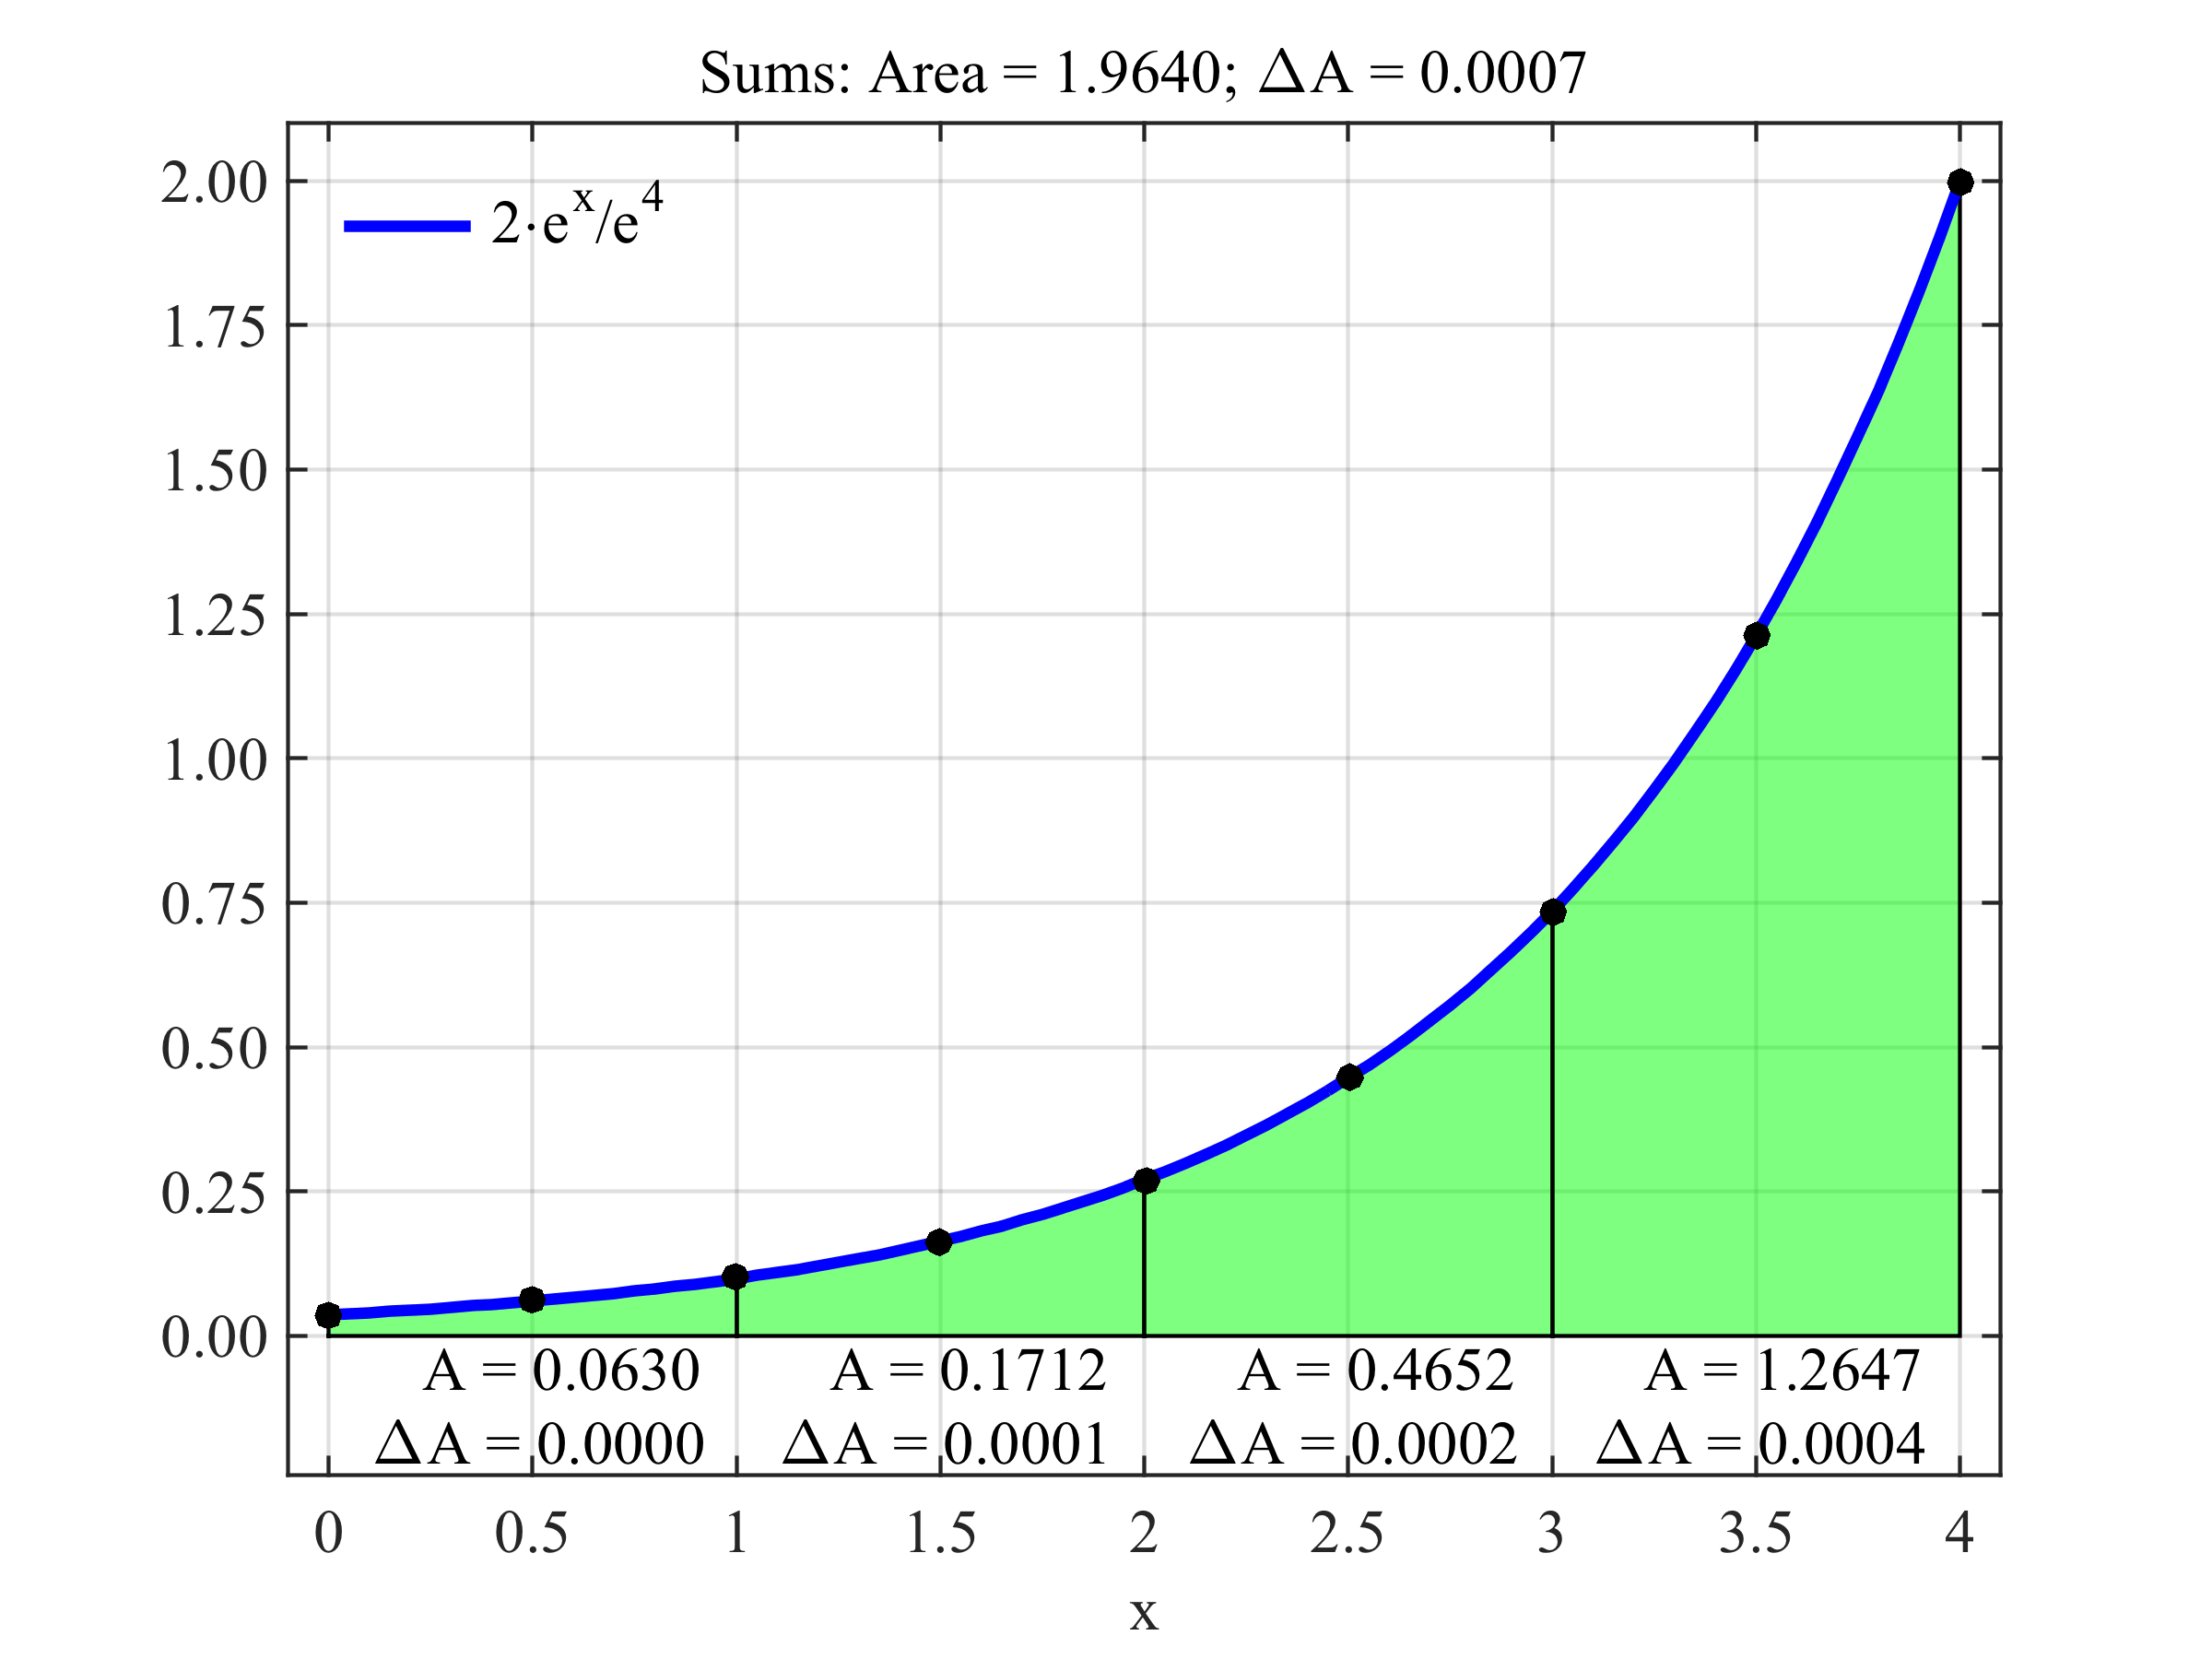 Sums: Area = 1.9640; ΔA = 0.0007
2·eˣ/e⁴
2.00
1.75
1.50
1.25
1.00
0.75
0.50
0.25
0.00
A = 0.0630 A = 0.1712 A = 0.4652 A = 1.2647
ΔA = 0.0000 ΔA = 0.0001 ΔA = 0.0002 ΔA = 0.0004
0 0.5 1 1.5 2 2.5 3 3.5 4
x